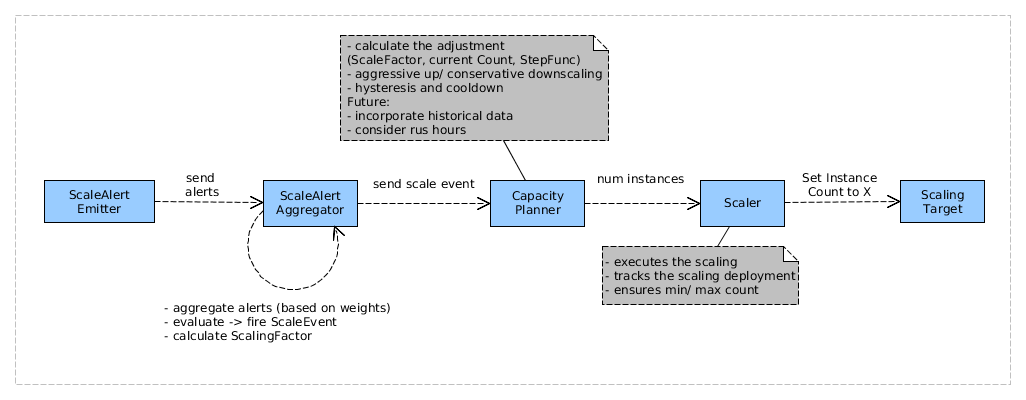 - calculate the adjustment
(ScaleFactor, current Count, StepFunc)
- aggressive up/ conservative downscaling
- hysteresis and cooldown
Future:
- incorporate historical data
- consider rus hours
ScaleAlert
Emitter
send
alerts
ScaleAlert
Aggregator
send scale event
Capacity
Planner
num instances
Scaler
Set Instance
Count to X
Scaling
Target
- executes the scaling
- tracks the scaling deployment
- ensures min/ max count
- aggregate alerts (based on weights)
- evaluate -> fire ScaleEvent
- calculate ScalingFactor